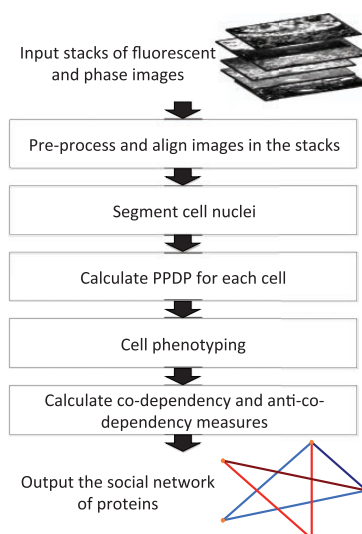 Input stacks of fluorescent
and phase images
Pre-process and align images in the stacks
Segment cell nuclei
Calculate PPDP for each cell
Cell phenotyping
Calculate co-dependency and anti-co-
dependency measures
Output the social network
of proteins